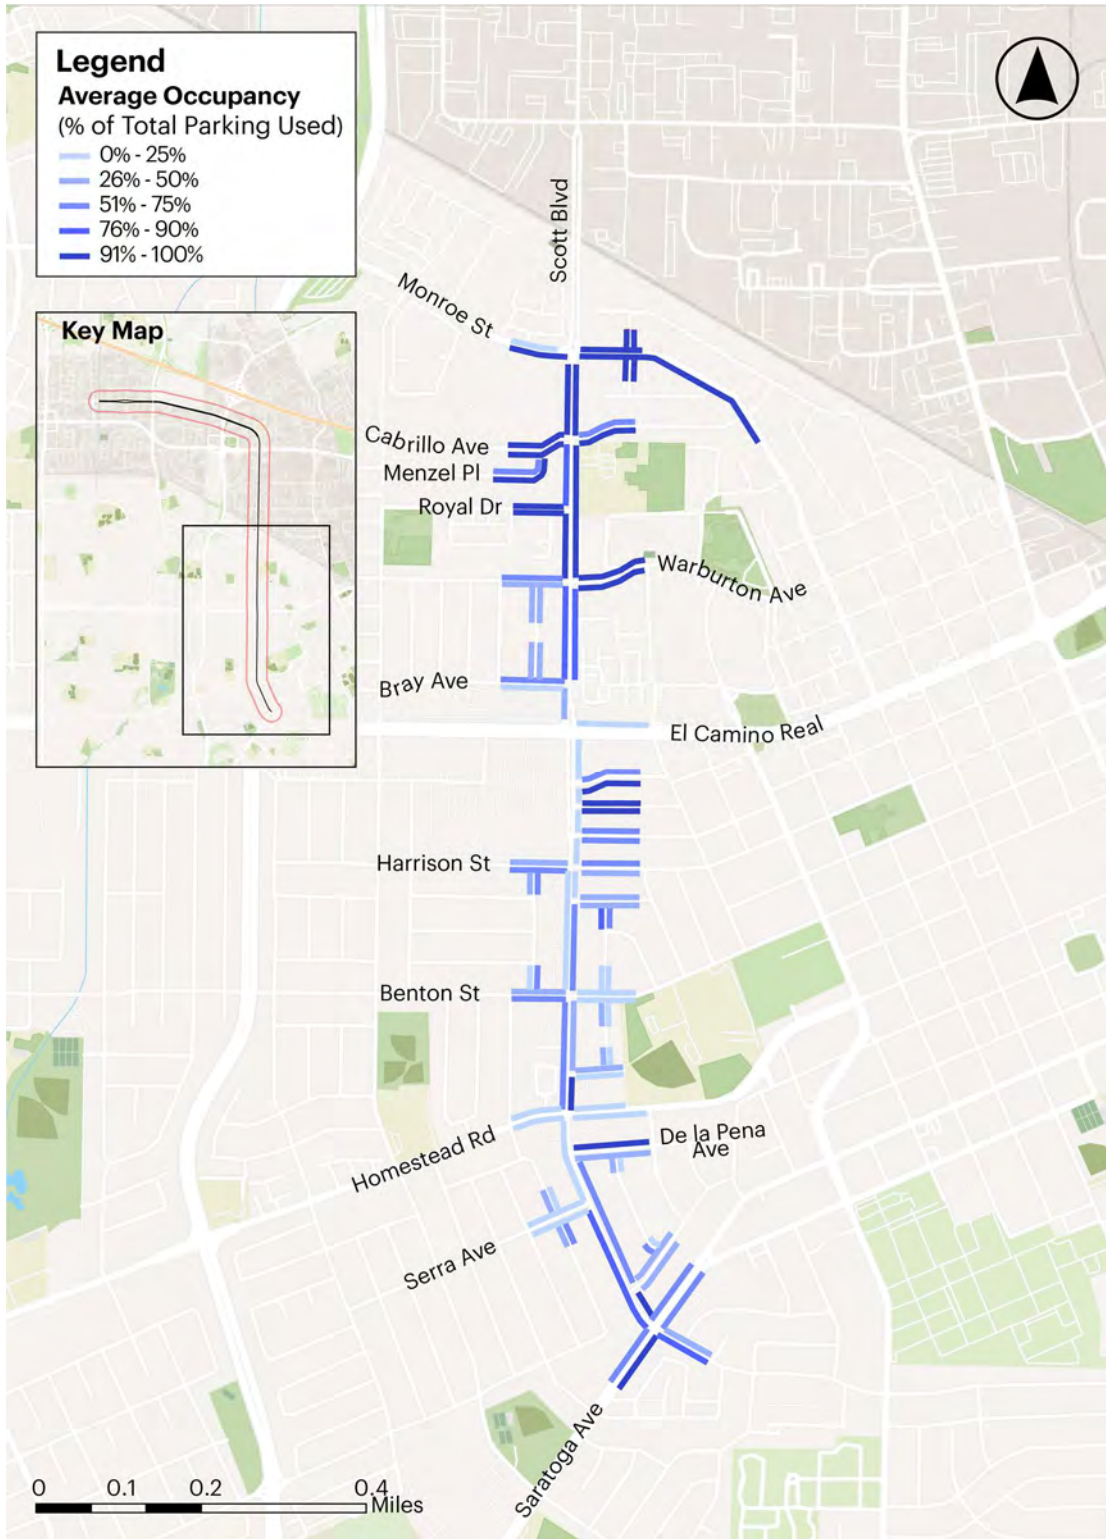 Legend
Average Occupancy
(% of Total Parking Used)
0% - 25%
26% - 50%
51% - 75%
76% - 90%
91% - 100%
Key Map
Scott Blvd
Monroe St
Cabrillo Ave
Menzel Pl
Royal Dr
Warburton Ave
Bray Ave
El Camino Real
Harrison St
Benton St
De la Pena
Ave
Homestead Rd
Serra Ave
Saratoga Ave
0 0.1 0.2 0.4
Miles